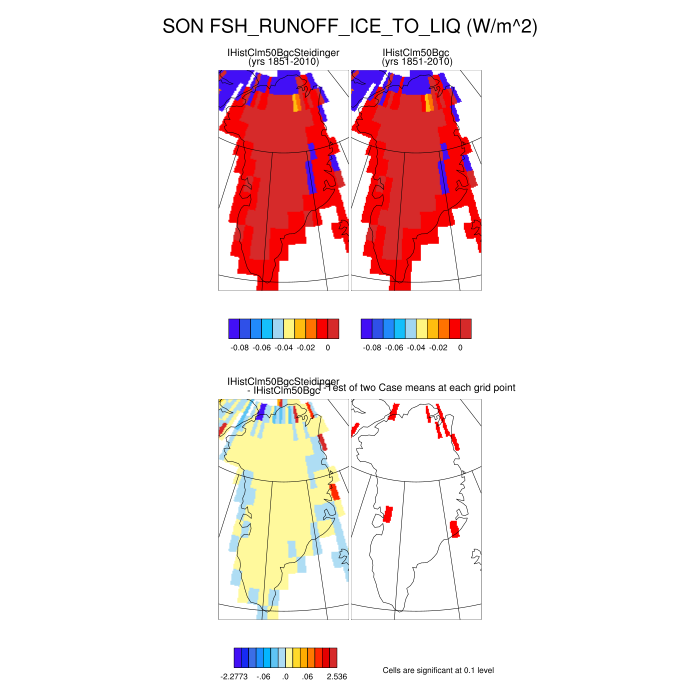 SON FSH_RUNOFF_ICE_TO_LIQ (W/m^2)
IHistClm50BgcSteidinger
(yrs 1851-2010)
IHistClm50Bgc
(yrs 1851-2010)
-0.08 -0.06 -0.04 -0.02 0
-0.08 -0.06 -0.04 -0.02 0
IHistClm50BgcSteidinger
- IHistClm50Bgc
T-Test of two Case means at each grid point
-2.2773 -.06 .0 .06 2.536
Cells are significant at 0.1 level